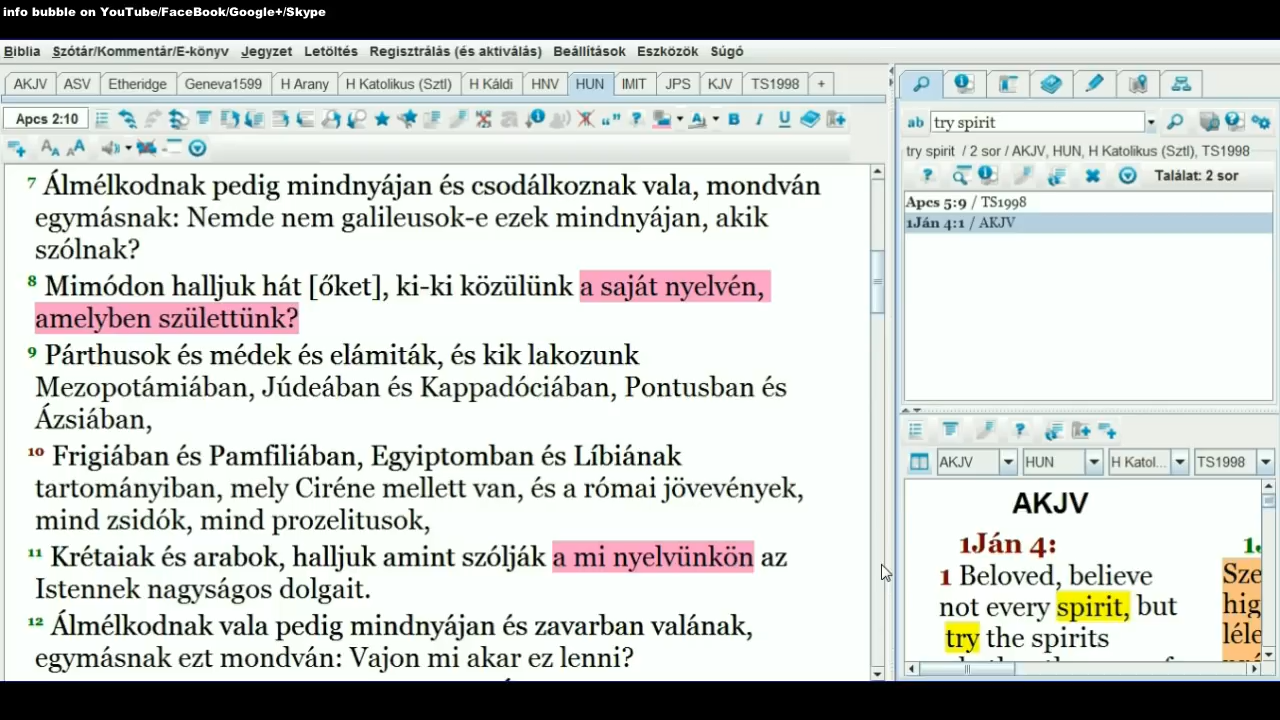 info bubble on YouTube/FaceBook/Google+/Skype
Biblia Szótár/Kommentár/E-könyv Jegyzet Letöltés Regisztrálás (és aktiválás) Beállítások Eszközök Súgó
AKJV ASV Etheridge Geneva1599 H Arany H Katolikus (Sztl) H Káldi HNV HUN IMIT JPS KJV TS1998 +
Apcs 2:10
7 Álmélkodnak pedig mindnyájan és csodálkoznak vala, mondván
egymásnak: Nemde nem galileusok-e ezek mindnyájan, akik
szólnak?
8 Mimódon halljuk hát [őket], ki-ki közülünk a saját nyelvén,
amelyben születtünk?
9 Párthusok és médek és elámiták, és kik lakozunk
Mezopotámiában, Júdeában és Kappadóciában, Pontusban és
Ázsiában,
10 Frigiában és Pamfiliában, Egyiptomban és Líbiának
tartományiban, mely Ciréne mellett van, és a római jövevények,
mind zsidók, mind prozelitusok,
11 Krétaiak és arabok, halljuk amint szólják a mi nyelvünkön az
Istennek nagyságos dolgait.
12 Álmélkodnak vala pedig mindnyájan és zavarban valának,
egymásnak ezt mondván: Vajon mi akar ez lenni?
ab try spirit
try spirit / 2 sor / AKJV, HUN, H Katolikus (Sztl), TS1998
Találat: 2 sor
Apcs 5:9 / TS1998
1Ján 4:1 / AKJV
AKJV HUN H Katol... TS1998
AKJV
1Ján 4:
1 Beloved, believe
not every spirit, but
try the spirits
Sze
hig
léle